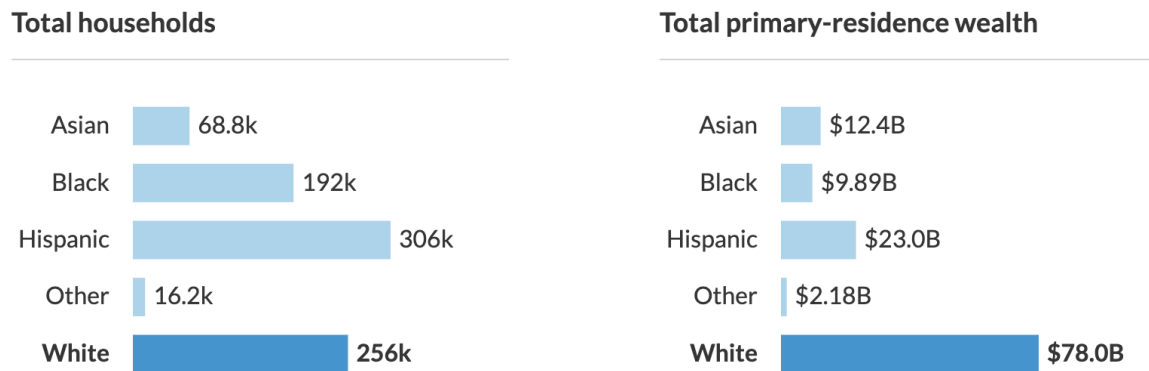 Total households
Asian 68.8k
Black 192k
Hispanic 306k
Other 16.2k
White 256k
Total primary-residence wealth
Asian $12.4B
Black $9.89B
Hispanic $23.0B
Other $2.18B
White $78.0B